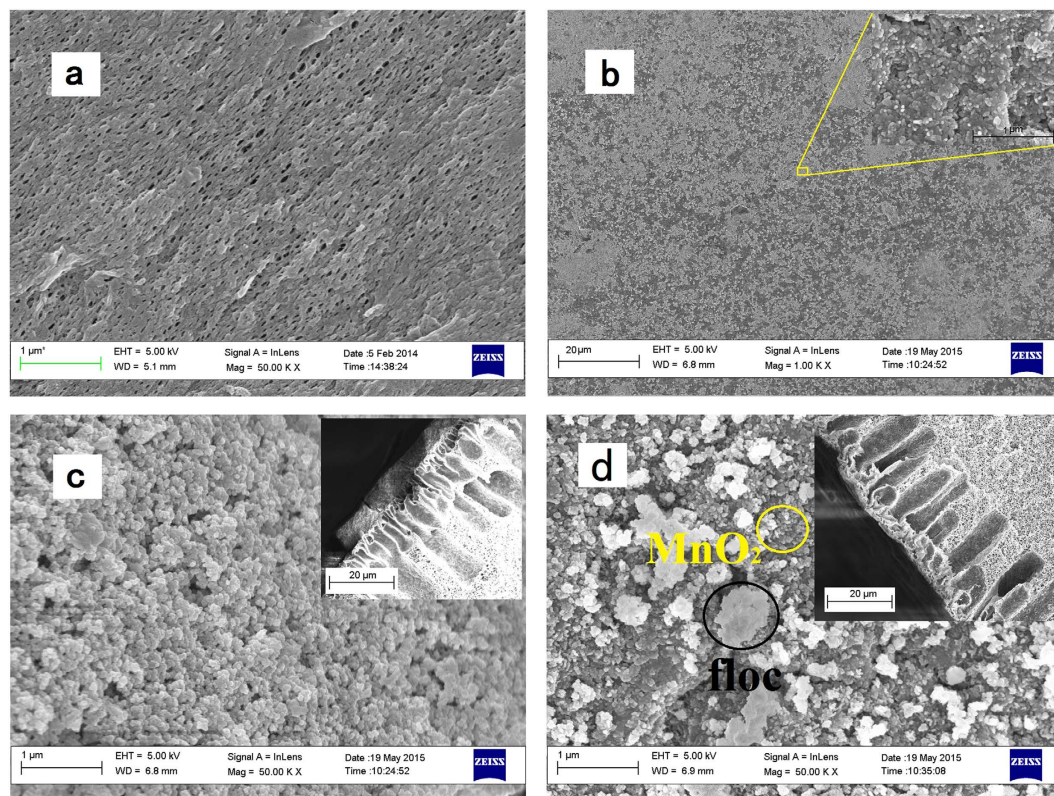 a
1 µm*
EHT = 5.00 kV
WD = 5.1 mm
Signal A = InLens
Mag = 50.00 K X
Date :5 Feb 2014
Time :14:38:24
ZEISS
b
1 µm
20µm
EHT = 5.00 kV
WD = 6.8 mm
Signal A = InLens
Mag = 1.00 K X
Date :19 May 2015
Time :10:24:52
ZEISS
c
20 µm
1 µm
EHT = 5.00 kV
WD = 6.8 mm
Signal A = InLens
Mag = 50.00 K X
Date :19 May 2015
Time :10:24:52
ZEISS
d
MnO₂
floc
20 µm
1 µm
EHT = 5.00 kV
WD = 6.9 mm
Signal A = InLens
Mag = 50.00 K X
Date :19 May 2015
Time :10:35:08
ZEISS